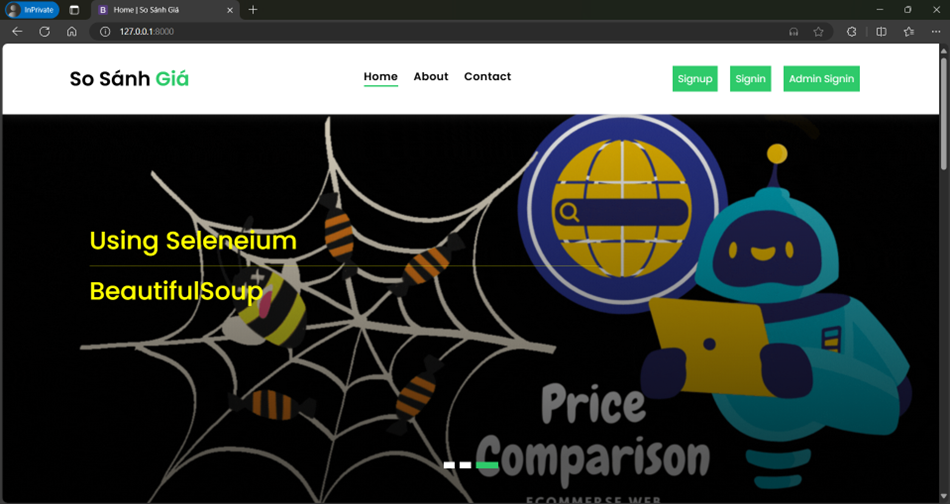 InPrivate
Home | So Sánh Giá
127.0.0.1:8000
So Sánh Giá
Home About Contact
Signup Signin Admin Signin
Using Seleneium
BeautifulSoup
Price
Comparison
ECOMMERSE WEB